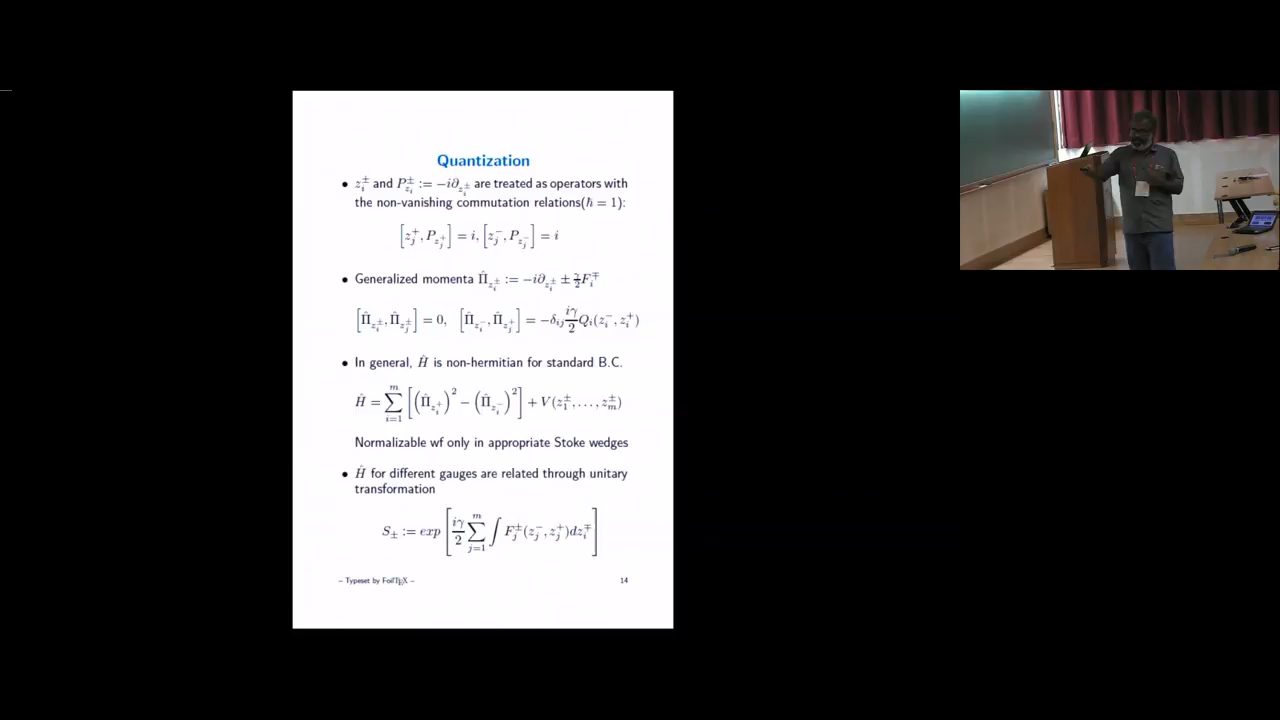 Quantization
• z_i^± and P_{z_i}^± := −i∂_{z_i^±} are treated as operators with
the non-vanishing commutation relations(ħ = 1):
[z_j^+, P_{z_j^+}] = i, [z_j^−, P_{z_j^−}] = i
• Generalized momenta Π̂_{z_i^±} := −i∂_{z_i^±} ± γ/2 F_i^∓
[Π̂_{z_i^±}, Π̂_{z_j^±}] = 0, [Π̂_{z_i^−}, Π̂_{z_j^+}] = −δ_{ij} iγ/2 Q_i(z_i^−, z_i^+)
• In general, Ĥ is non-hermitian for standard B.C.
Ĥ = ∑_{i=1}^m [(Π̂_{z_i^+})^2 − (Π̂_{z_i^−})^2] + V(z_1^±, . . . , z_m^±)
Normalizable wf only in appropriate Stoke wedges
• Ĥ for different gauges are related through unitary
transformation
S_± := exp [iγ/2 ∑_{j=1}^m ∫ F_j^±(z_j^−, z_j^+)dz_i^∓]
– Typeset by FoilTEX –
14